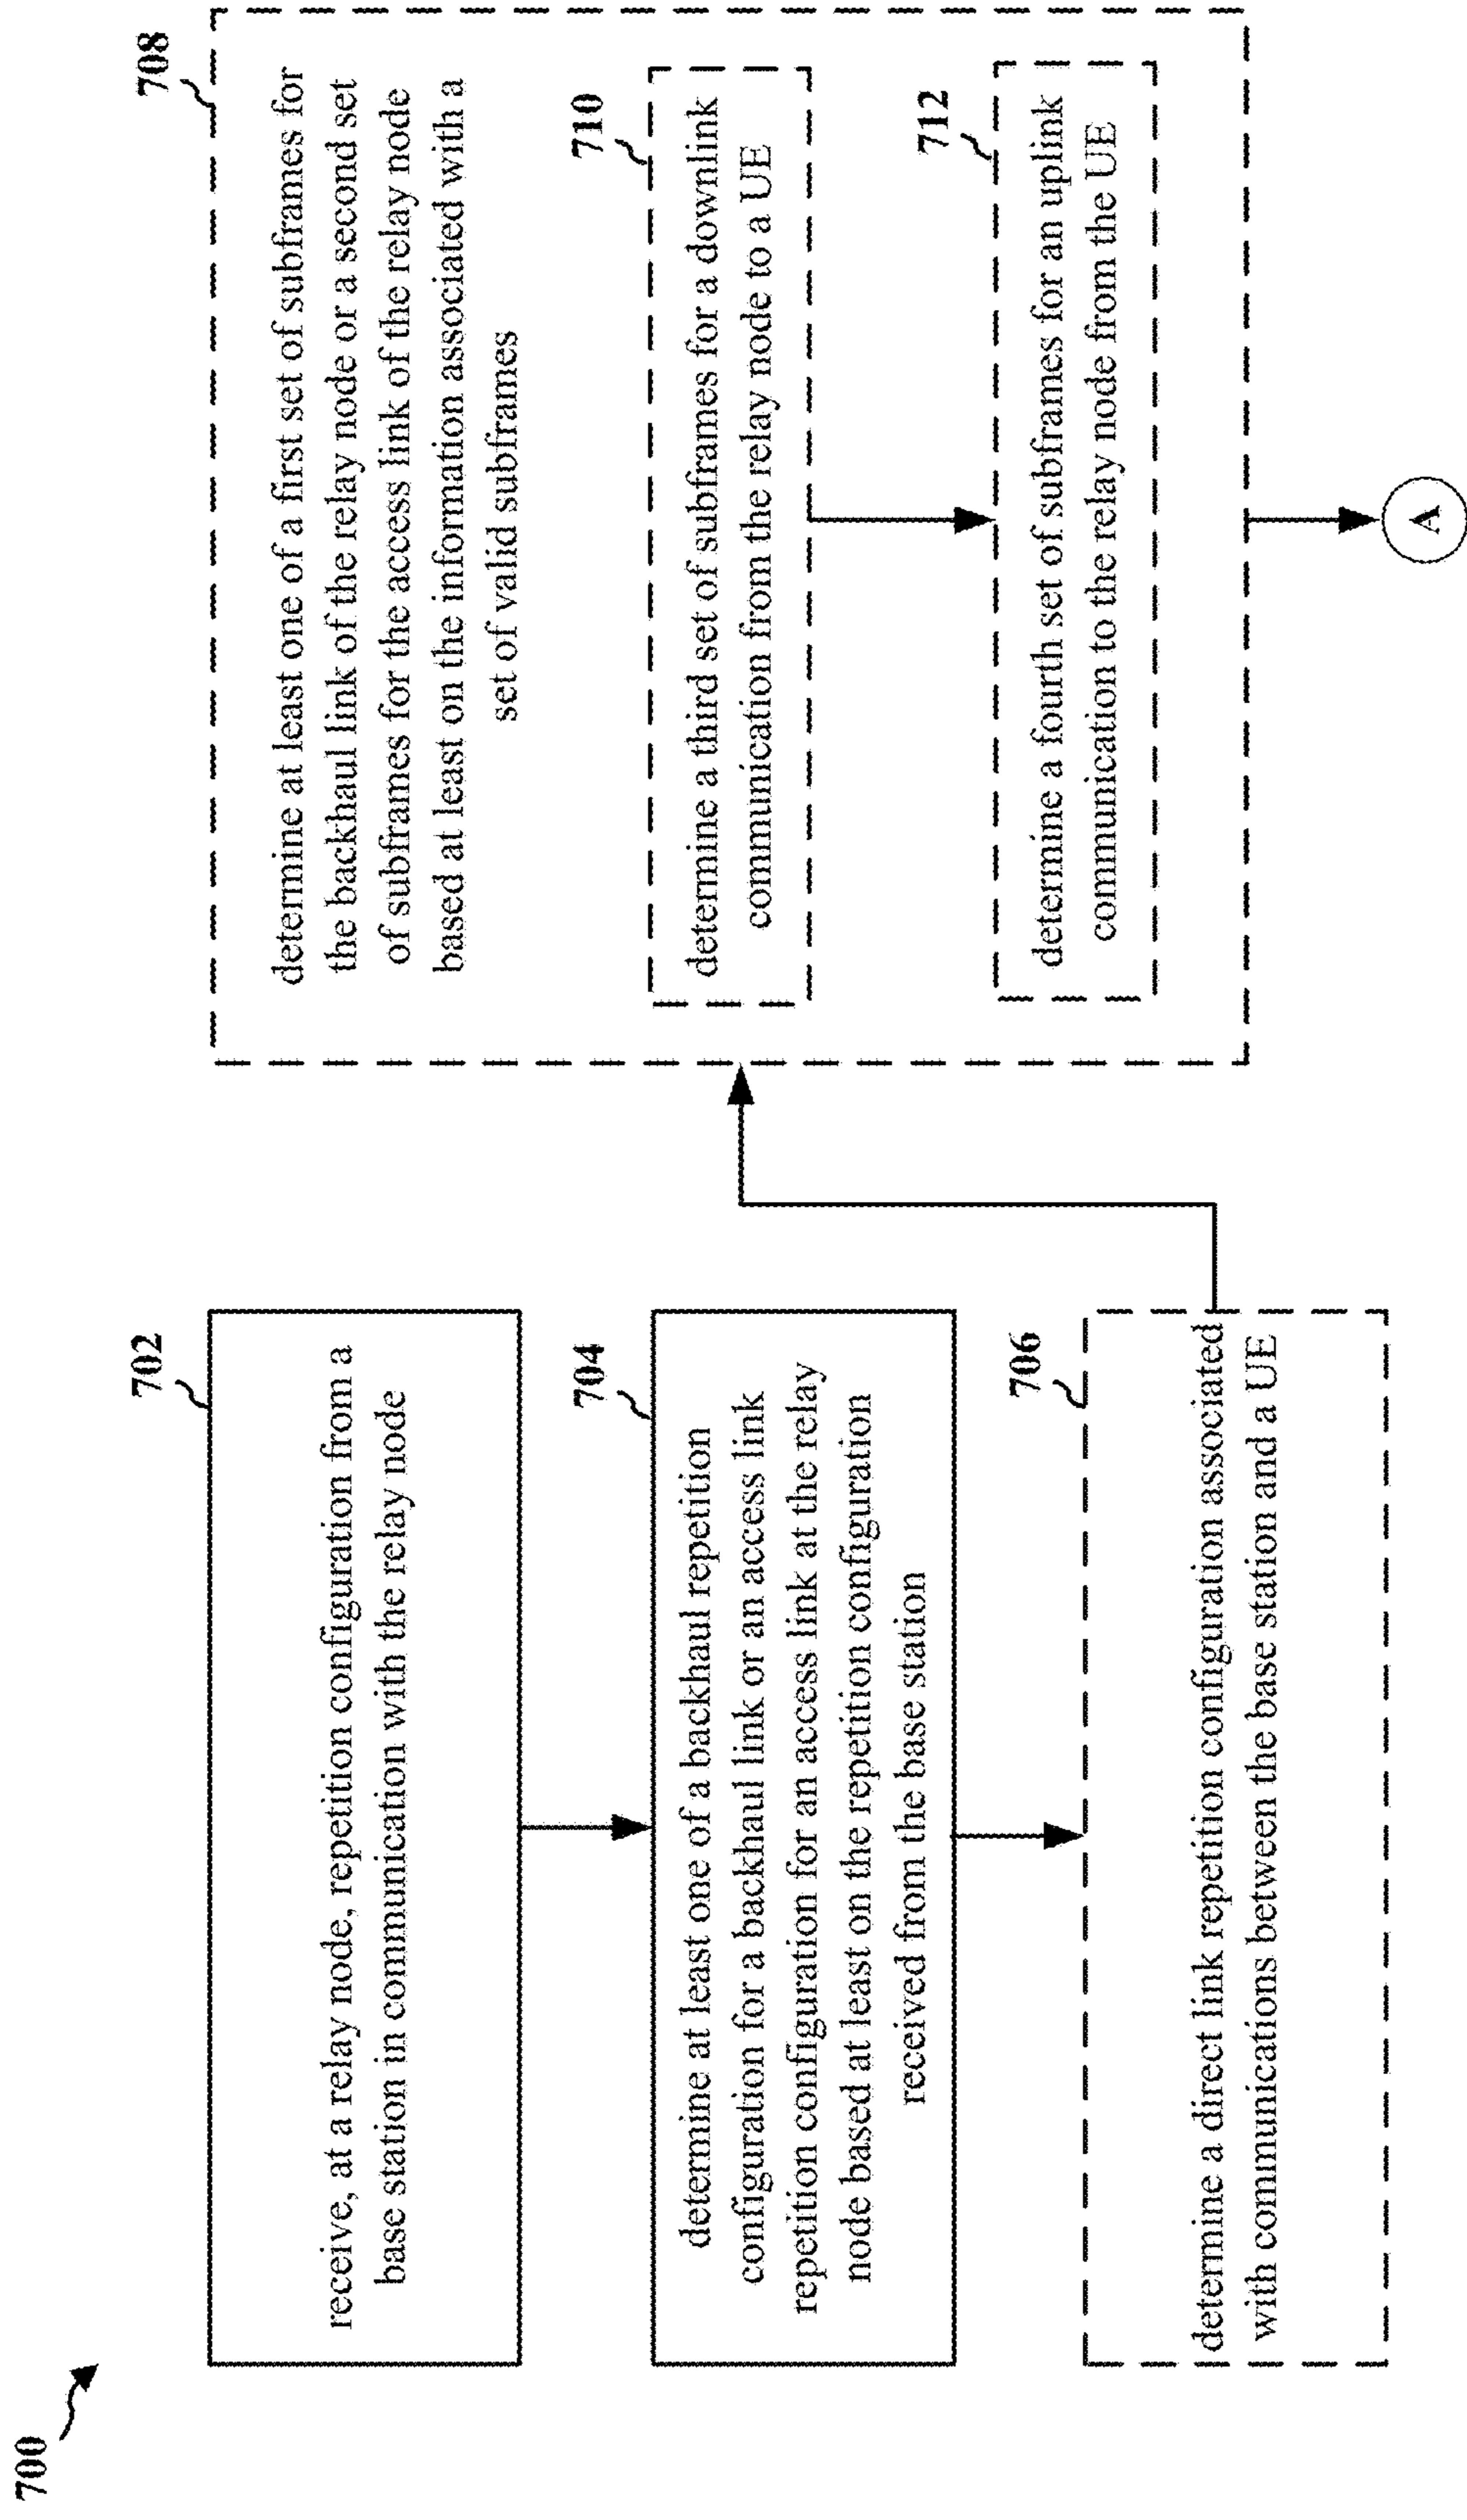 700
702
receive, at a relay node, repetition configuration from a
base station in communication with the relay node
704
determine at least one of a backhaul repetition
configuration for a backhaul link or an access link
repetition configuration for an access link at the relay
node based at least on the repetition configuration
received from the base station
706
determine a direct link repetition configuration associated
with communications between the base station and a UE
708
determine at least one of a first set of subframes for
the backhaul link of the relay node or a second set
of subframes for the access link of the relay node
based at least on the information associated with a
set of valid subframes
710
determine a third set of subframes for a downlink
communication from the relay node to a UE
712
determine a fourth set of subframes for an uplink
communication to the relay node from the UE
A